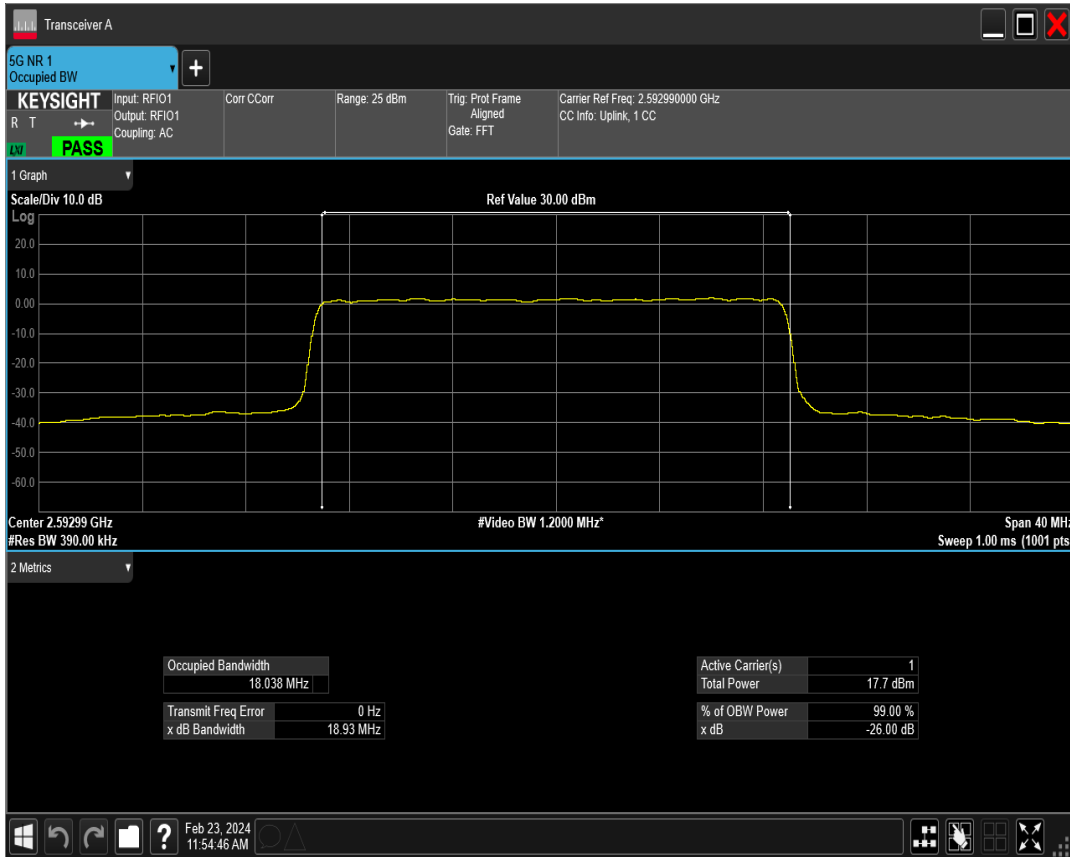 Transceiver A
5G NR 1
Occupied BW
+
KEYSIGHT
R T
LXI
PASS
Input: RFIO1
Output: RFIO1
Coupling: AC
Corr CCorr
Range: 25 dBm
Trig: Prot Frame
Aligned
Gate: FFT
Carrier Ref Freq: 2.592990000 GHz
CC Info: Uplink, 1 CC
1 Graph
Scale/Div 10.0 dB
Ref Value 30.00 dBm
Log
20.0
10.0
0.00
-10.0
-20.0
-30.0
-40.0
-50.0
-60.0
Center 2.59299 GHz
#Video BW 1.2000 MHz*
Span 40 MHz
#Res BW 390.00 kHz
Sweep 1.00 ms (1001 pts
2 Metrics
Occupied Bandwidth
18.038 MHz
Transmit Freq Error 0 Hz
x dB Bandwidth 18.93 MHz
Active Carrier(s) 1
Total Power 17.7 dBm
% of OBW Power 99.00 %
x dB -26.00 dB
?
Feb 23, 2024
11:54:46 AM